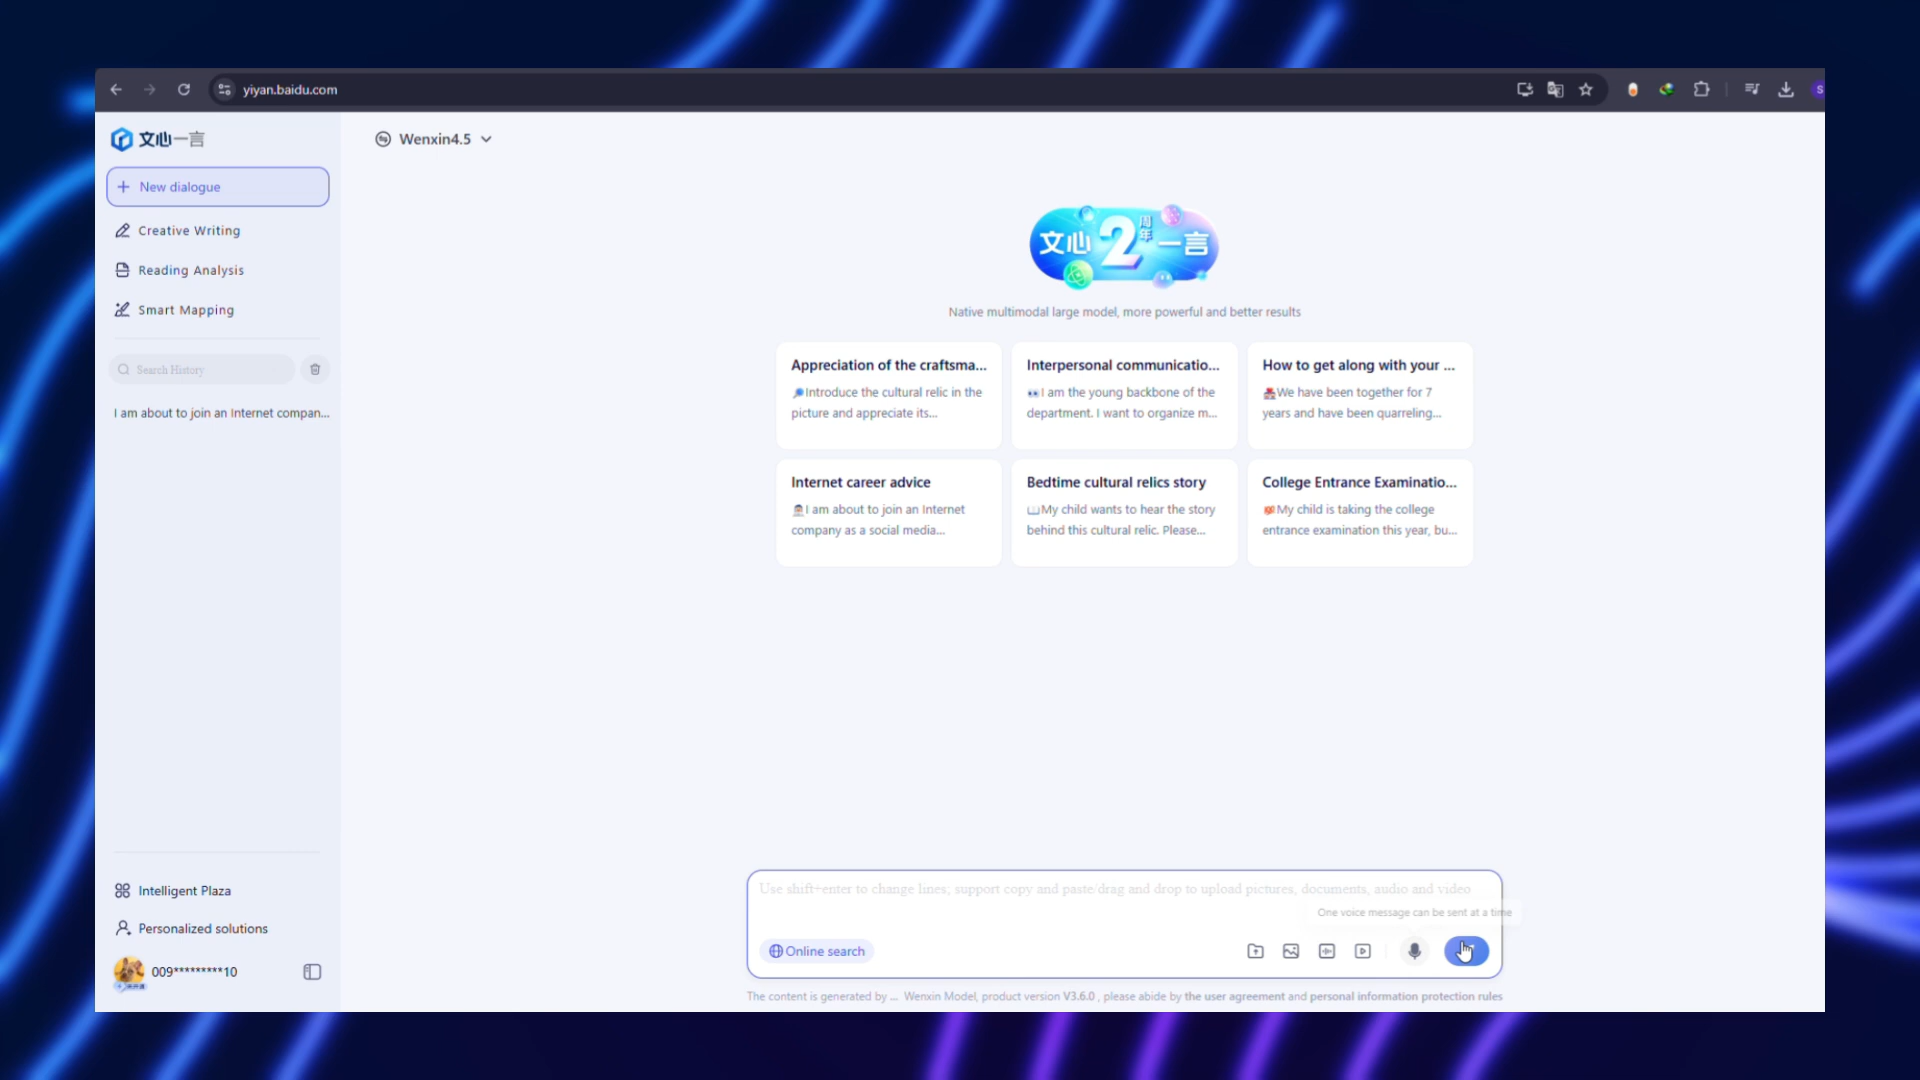 yiyan.baidu.com
S
文心一言
Wenxin4.5
New dialogue
Creative Writing
Reading Analysis
Smart Mapping
Search History
I am about to join an Internet compan...
文心 2 周年 一言
Native multimodal large model, more powerful and better results
Appreciation of the craftsma...
Introduce the cultural relic in the
picture and appreciate its...
Interpersonal communicatio...
I am the young backbone of the
department. I want to organize m...
How to get along with your ...
We have been together for 7
years and have been quarreling...
Internet career advice
I am about to join an Internet
company as a social media...
Bedtime cultural relics story
My child wants to hear the story
behind this cultural relic. Please...
College Entrance Examinatio...
My child is taking the college
entrance examination this year, bu...
Intelligent Plaza
Personalized solutions
009*********10
Use shift+enter to change lines; support copy and paste/drag and drop to upload pictures, documents, audio and video
One voice message can be sent at a time
Online search
The content is generated by ... Wenxin Model, product version V3.6.0 , please abide by the user agreement and personal information protection rules